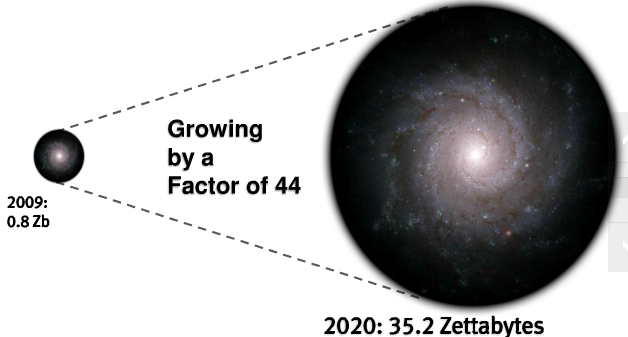 Growing
by a
Factor of 44
2009:
0.8 Zb
2020: 35.2 Zettabytes